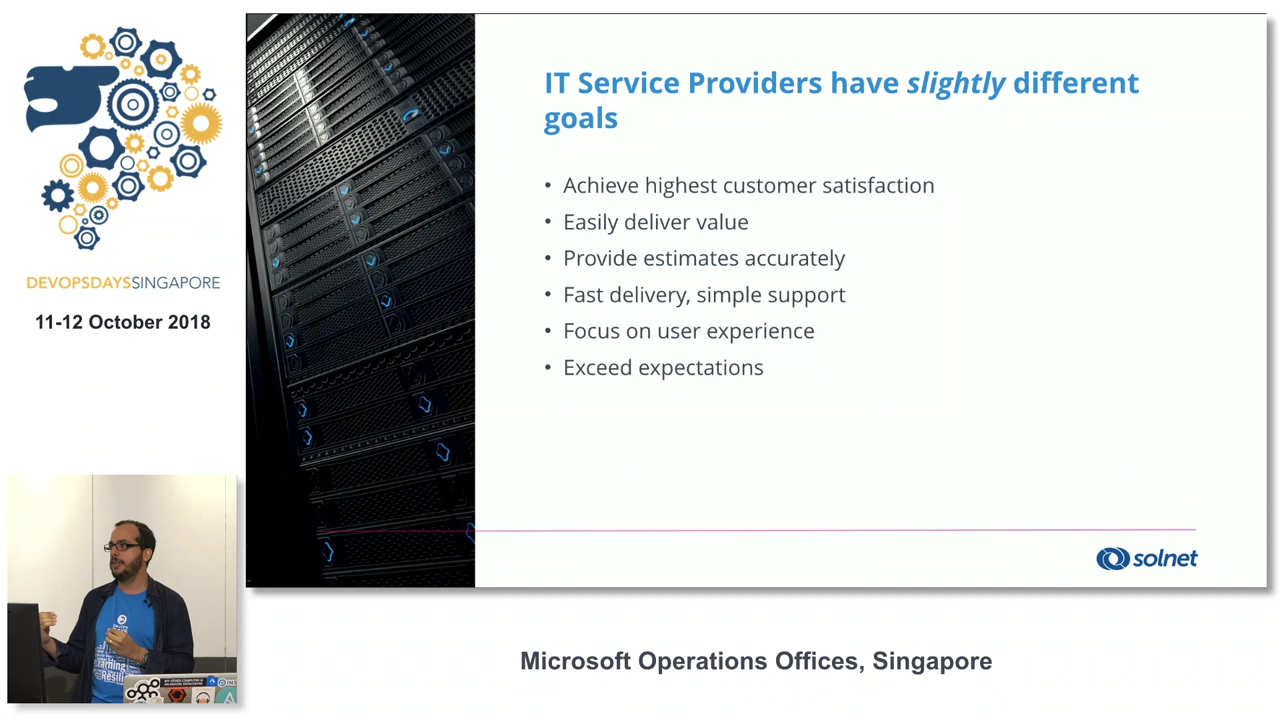 DEVOPSDAYSSINGAPORE
11-12 October 2018
IT Service Providers have slightly different
goals
• Achieve highest customer satisfaction
• Easily deliver value
• Provide estimates accurately
• Fast delivery, simple support
• Focus on user experience
• Exceed expectations
solnet
Microsoft Operations Offices, Singapore